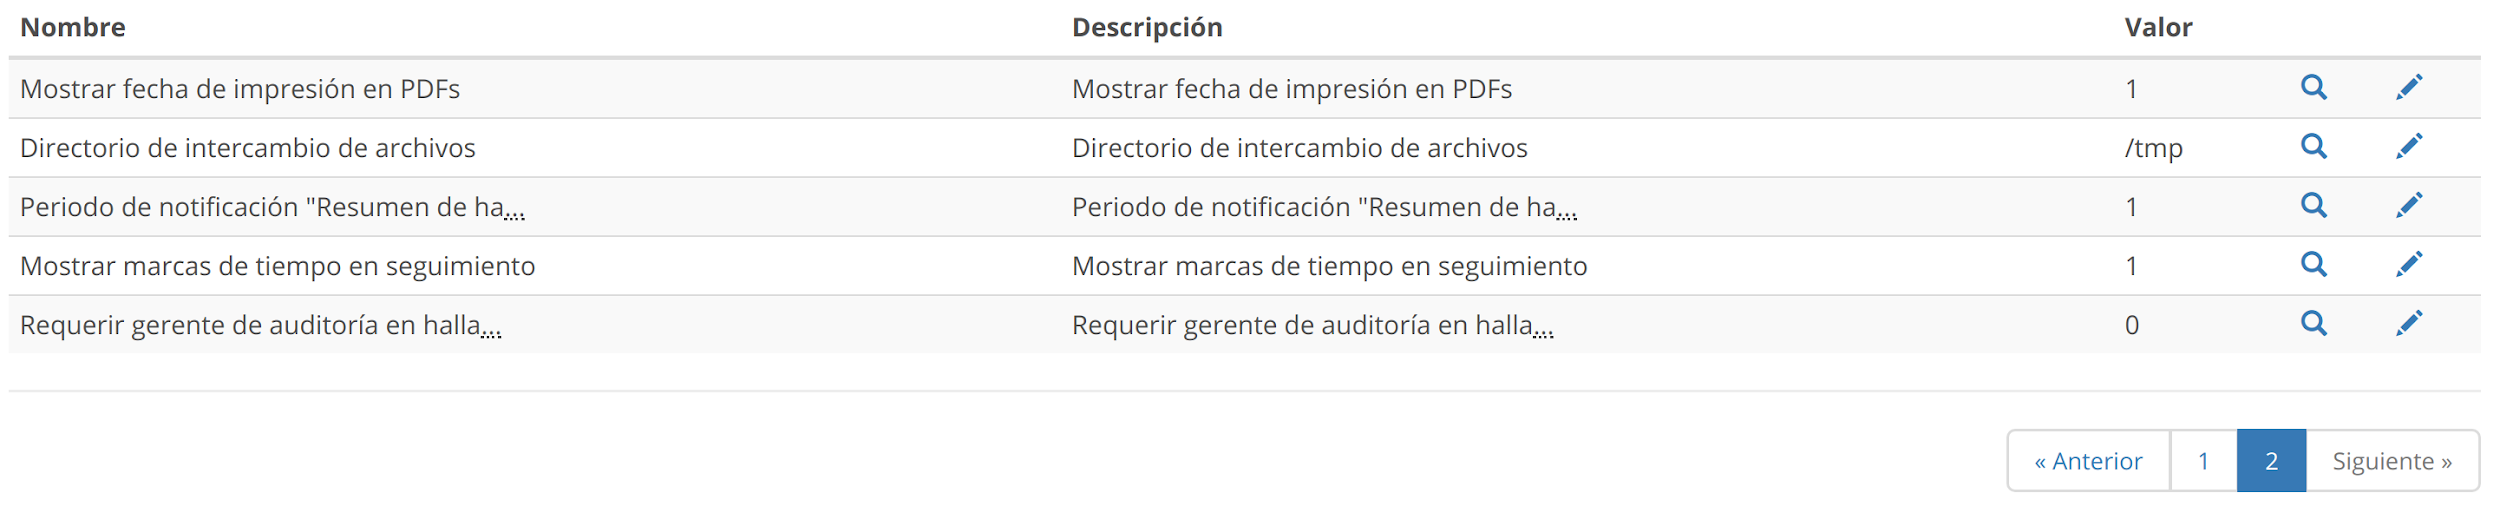 Nombre Descripción Valor
Mostrar fecha de impresión en PDFs Mostrar fecha de impresión en PDFs 1
Directorio de intercambio de archivos Directorio de intercambio de archivos /tmp
Periodo de notificación "Resumen de ha... Periodo de notificación "Resumen de ha... 1
Mostrar marcas de tiempo en seguimiento Mostrar marcas de tiempo en seguimiento 1
Requerir gerente de auditoría en halla... Requerir gerente de auditoría en halla... 0
« Anterior 1 2 Siguiente »